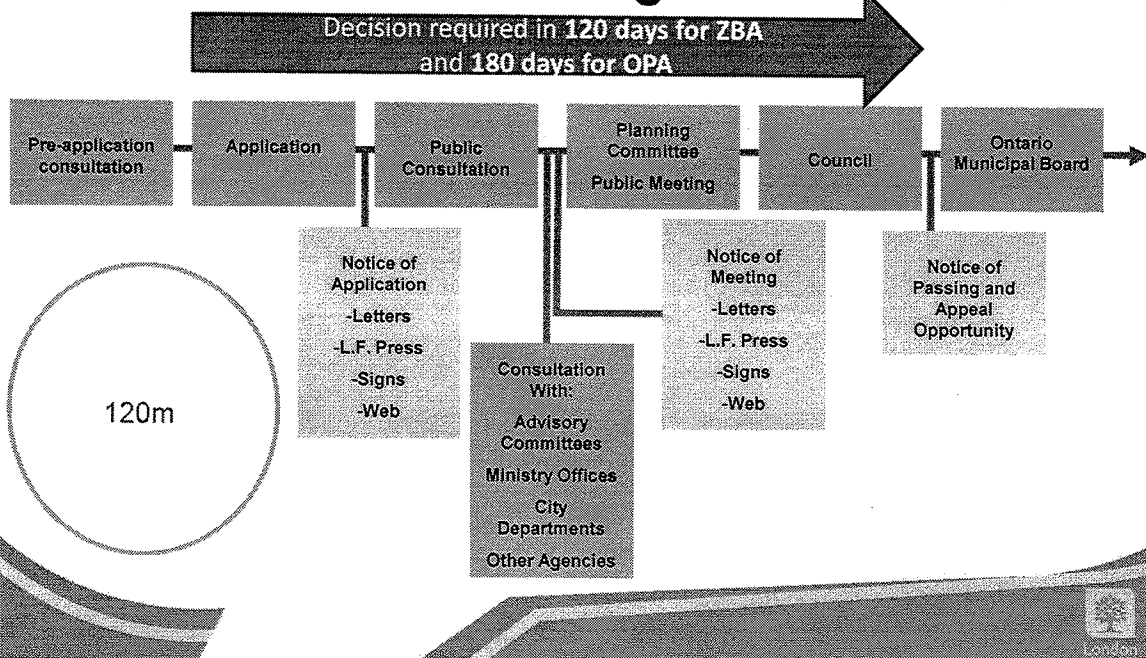 Decision required in 120 days for ZBA
and 180 days for OPA
Pre-application
consultation
Application
Public
Consultation
Planning
Committee
Public Meeting
Council
Ontario
Municipal Board
Notice of
Application
-Letters
-L.F. Press
-Signs
-Web
Consultation
With:
Advisory
Committees
Ministry Offices
City
Departments
Other Agencies
Notice of
Meeting
-Letters
-L.F. Press
-Signs
-Web
Notice of
Passing and
Appeal
Opportunity
120m
London